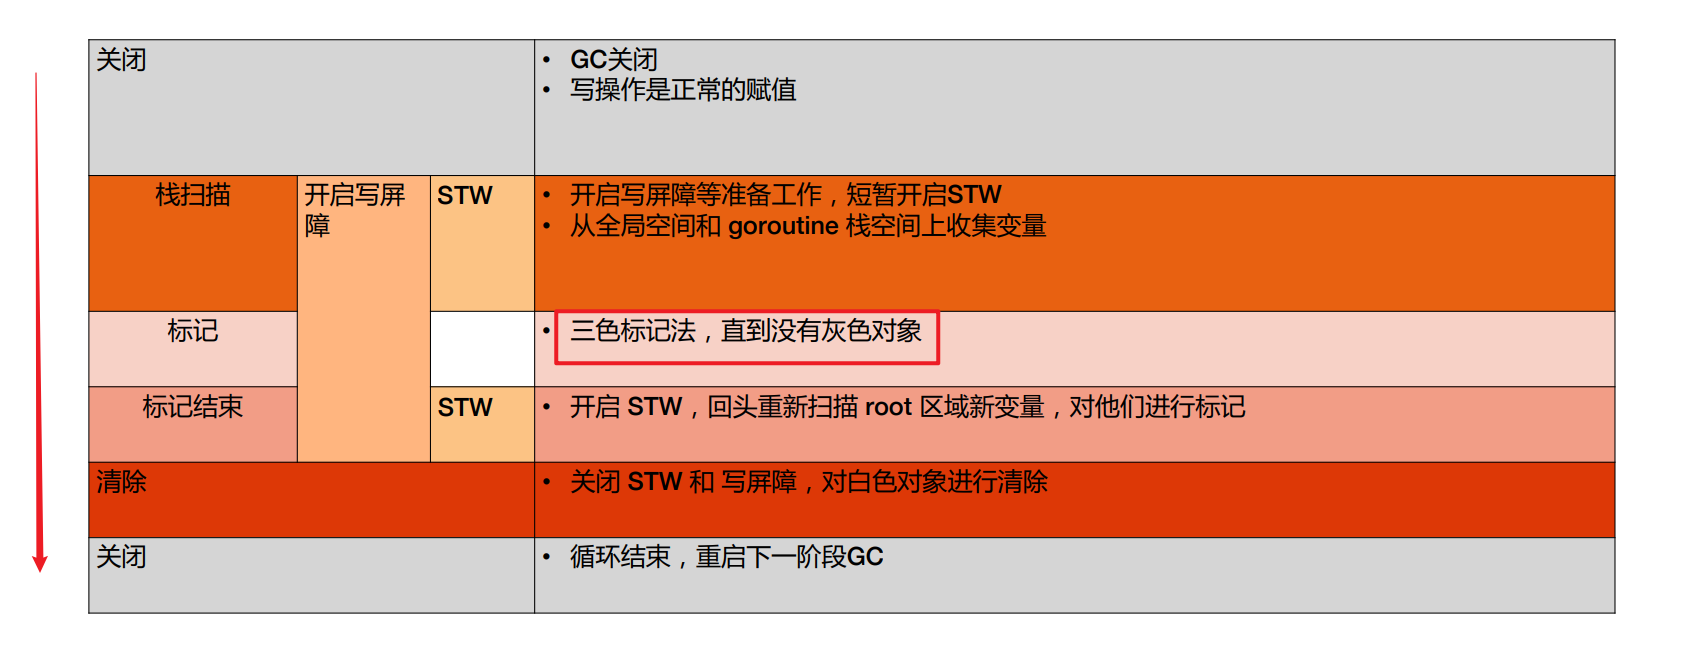 关闭
• GC关闭
• 写操作是正常的赋值
栈扫描
开启写屏
障
STW
• 开启写屏障等准备工作，短暂开启STW
• 从全局空间和 goroutine 栈空间上收集变量
标记
• 三色标记法，直到没有灰色对象
标记结束
STW
• 开启 STW，回头重新扫描 root 区域新变量，对他们进行标记
清除
• 关闭 STW 和 写屏障，对白色对象进行清除
关闭
• 循环结束，重启下一阶段GC